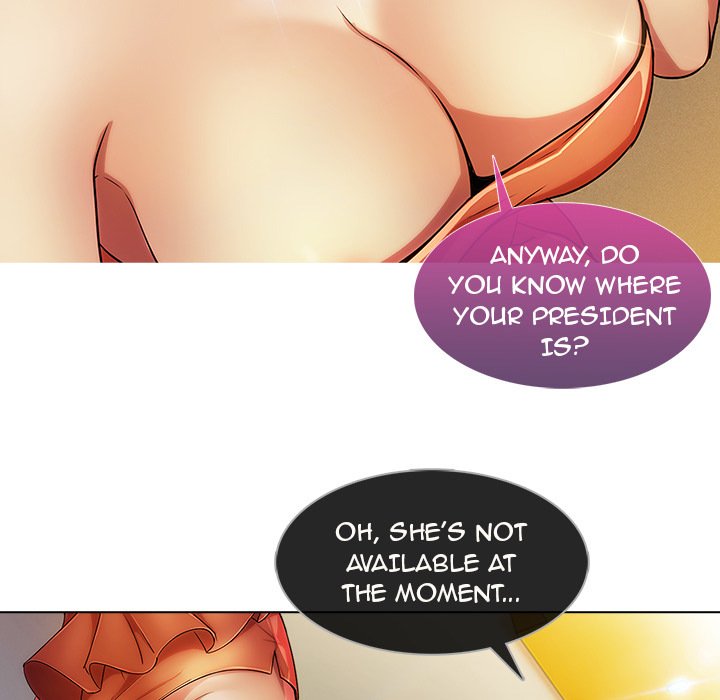 ANYWAY, DO
YOU KNOW WHERE
YOUR PRESIDENT
IS?
OH, SHE'S NOT
AVAILABLE AT
THE MOMENT...